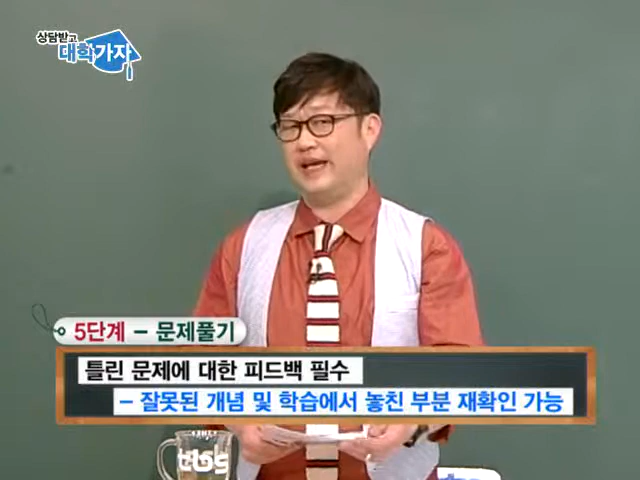 상담받고
대학가자
5단계 – 문제풀기
틀린 문제에 대한 피드백 필수
– 잘못된 개념 및 학습에서 놓친 부분 재확인 가능
tbs